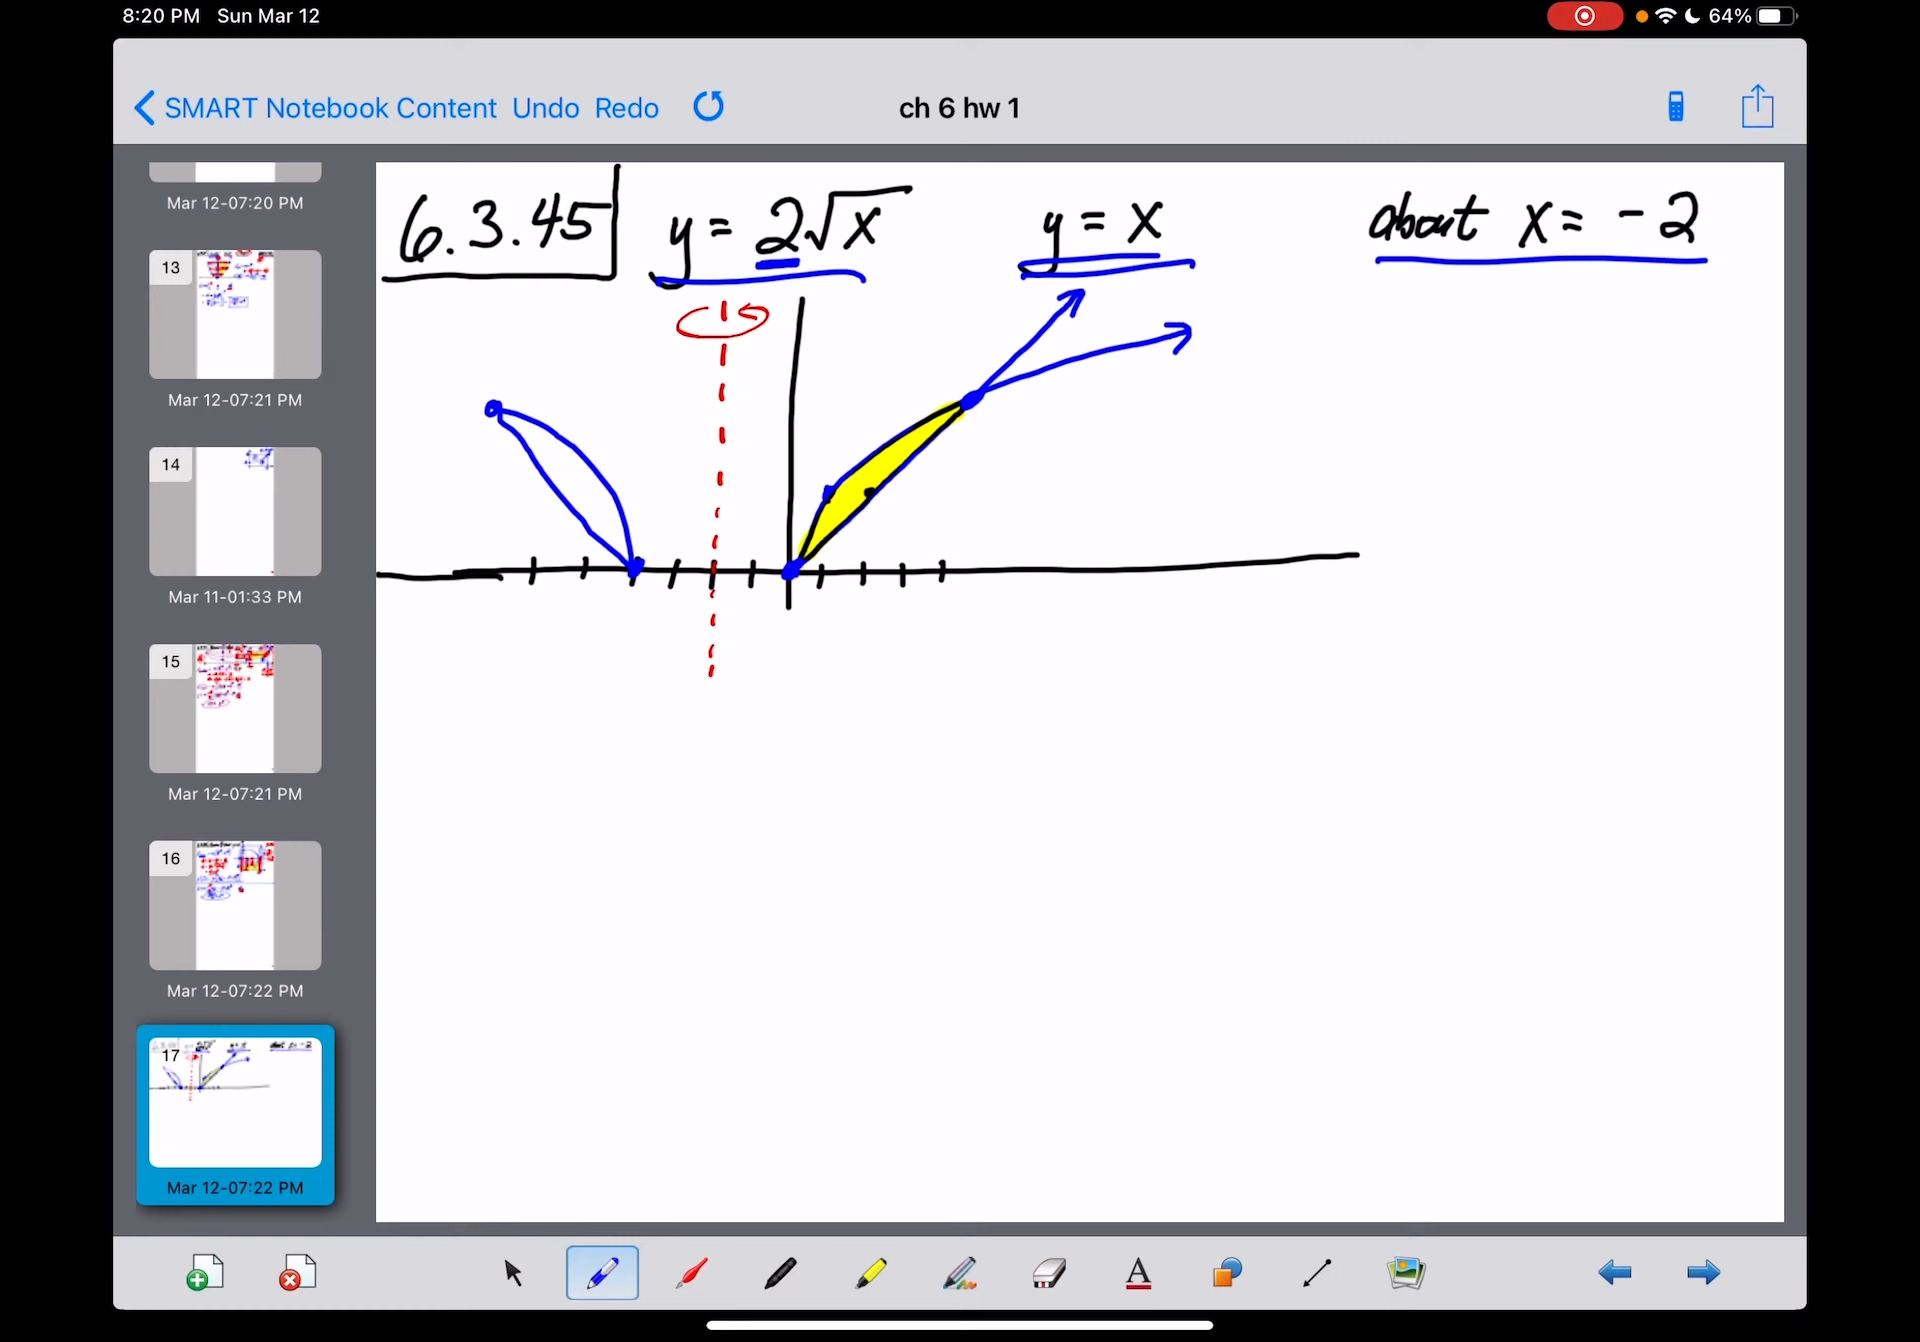 8:20 PM Sun Mar 12
64%
SMART Notebook Content Undo Redo
ch 6 hw 1
Mar 12-07:20 PM
13
Mar 12-07:21 PM
14
Mar 11-01:33 PM
15
Mar 12-07:21 PM
16
Mar 12-07:22 PM
17
Mar 12-07:22 PM
6.3.45 y = 2√x y = x about x = -2
A